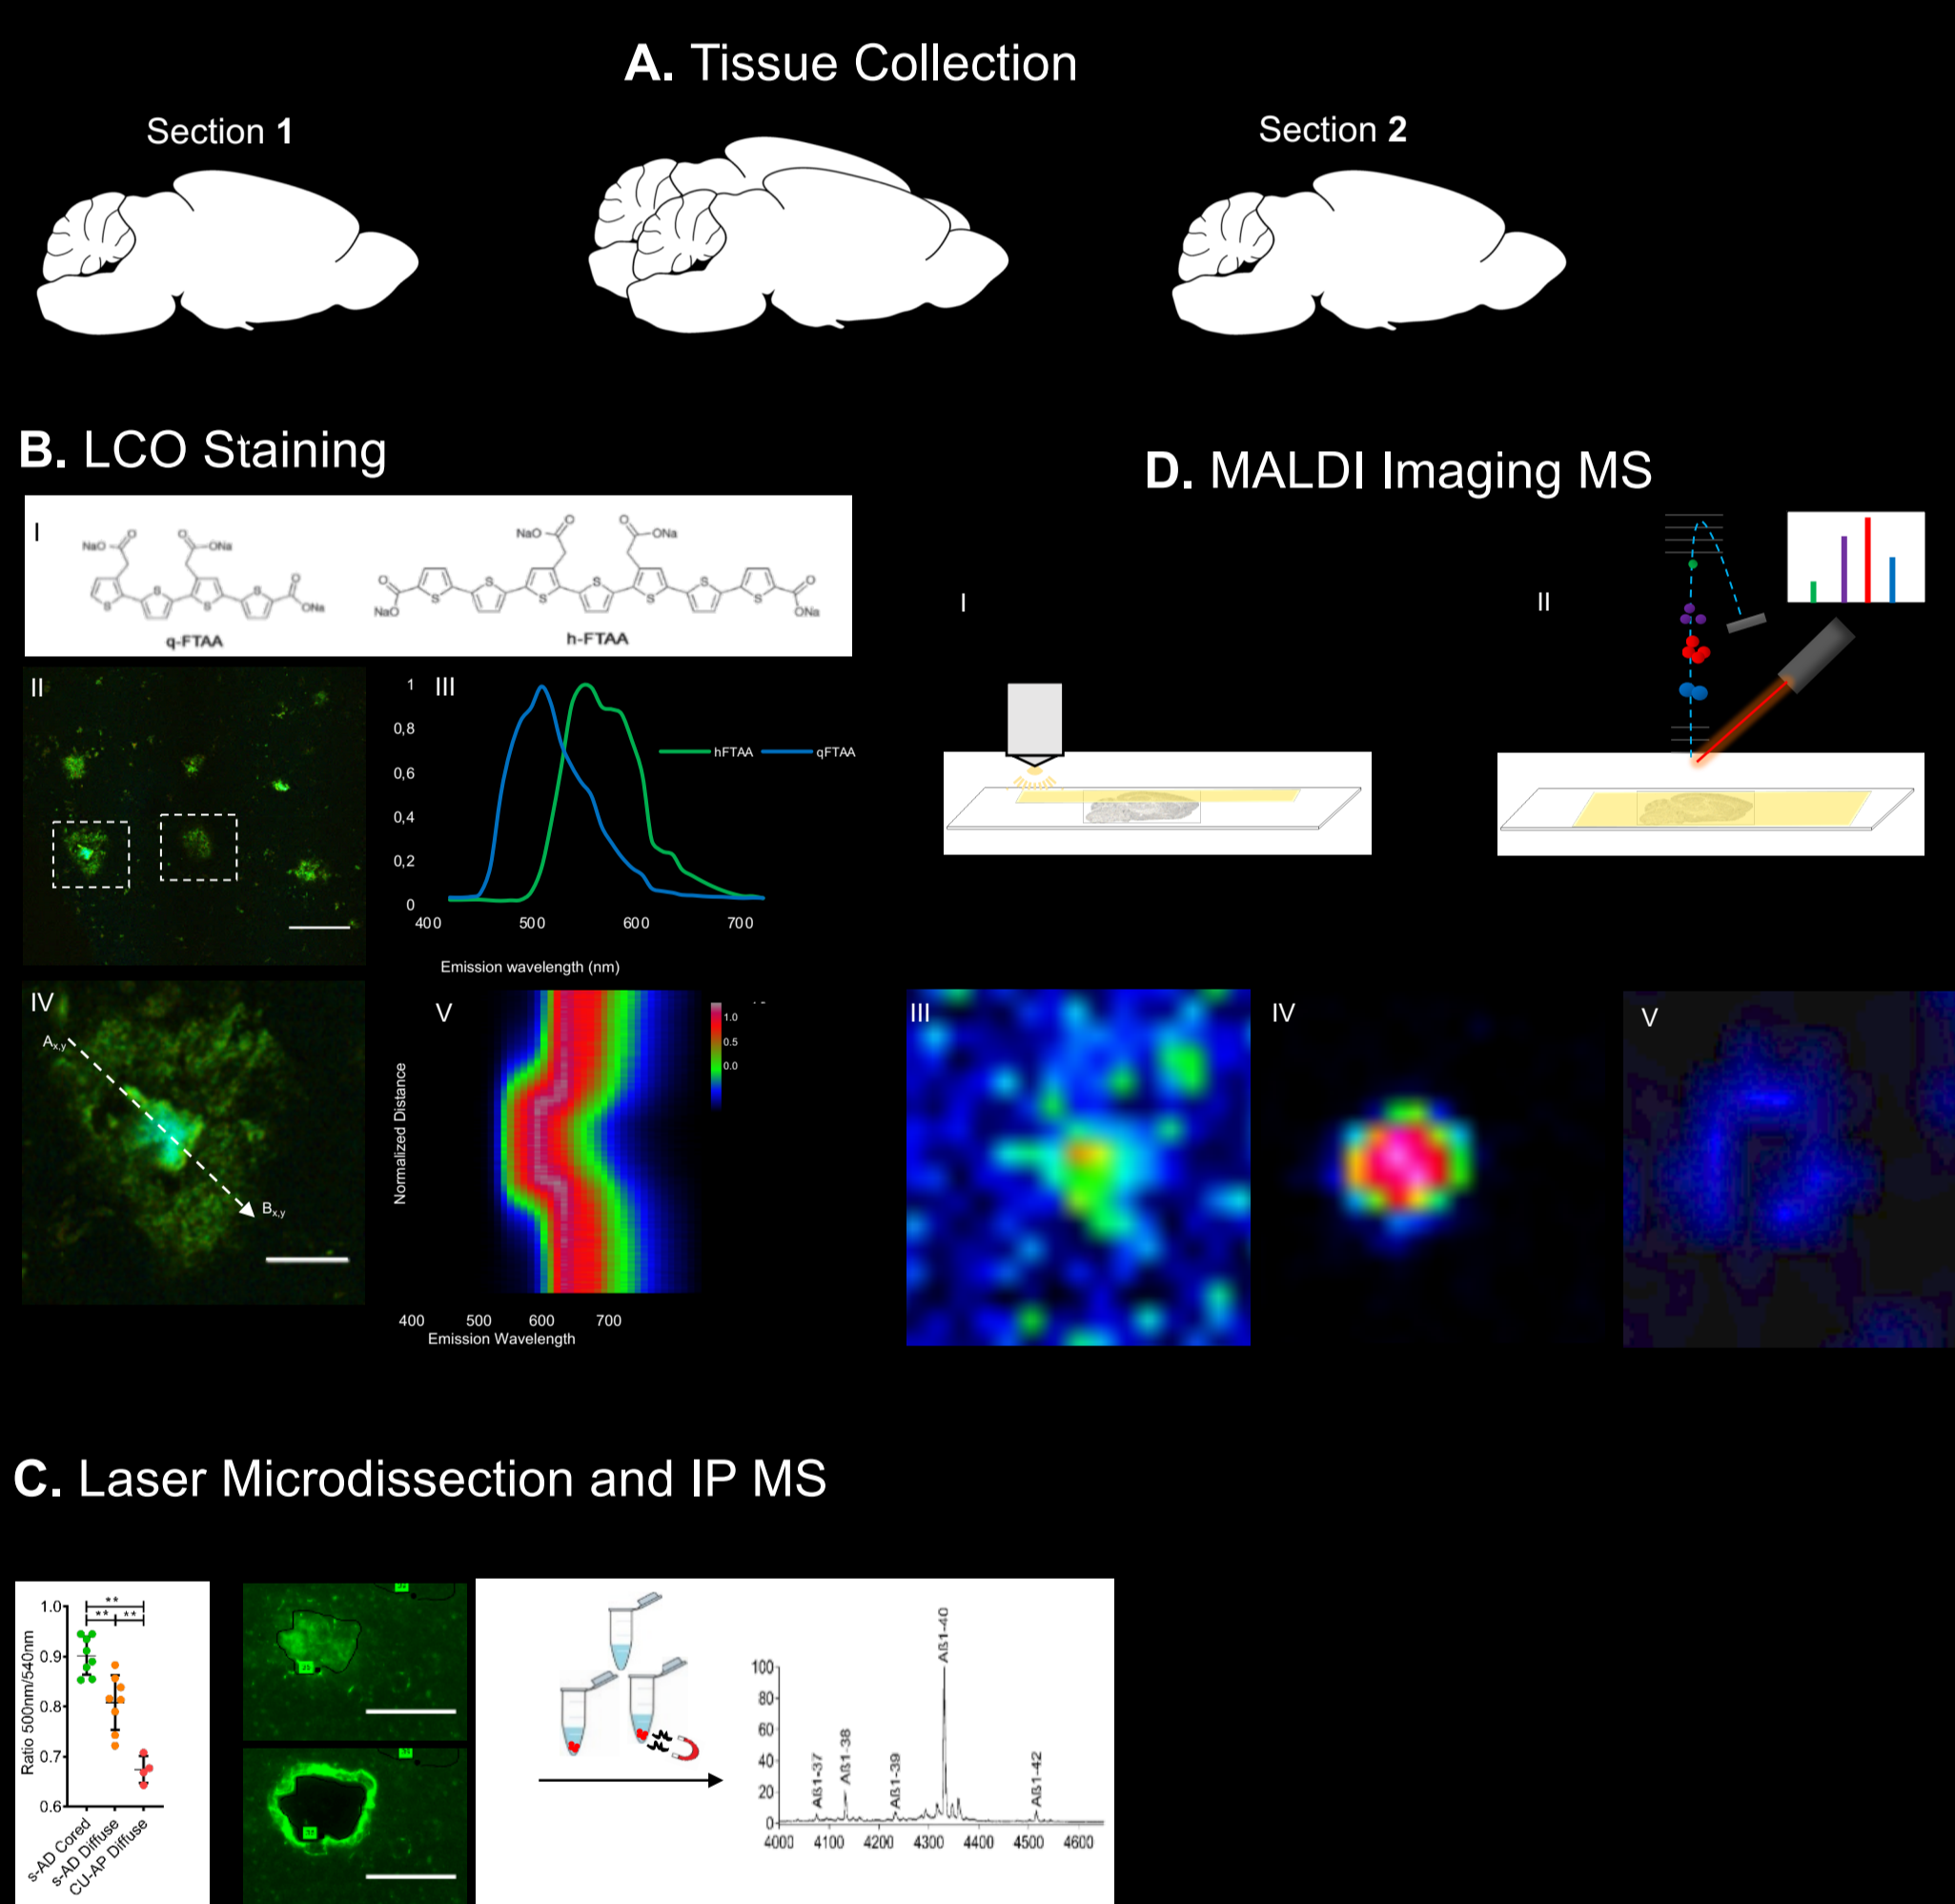 A. Tissue Collection
Section 1
Section 2
B. LCO Staining
I
NaO
O
O
ONa
S
S
S
S
O
ONa
q-FTAA
NaO
O
O
ONa
O
NaO
S
S
S
S
S
S
S
O
ONa
h-FTAA
II
III
1
0,8
0,6
0,4
0,2
0
400 500 600 700
hFTAA qFTAA
Emission wavelength (nm)
IV
Ax,y
Bx,y
V
1.0
0.5
0.0
Normalized Distance
400 500 600 700
Emission Wavelength
D. MALDI Imaging MS
I
II
III
IV
V
C. Laser Microdissection and IP MS
Ratio 500nm/540nm
1.0
0.9
0.8
0.7
0.6
**
** **
s-AD Cored
s-AD Diffuse
CU-AP Diffuse
100
80
60
40
20
0
4000 4100 4200 4300 4400 4500 4600
Aß1-37
Aß1-38
Aß1-39
Aß1-40
Aß1-42